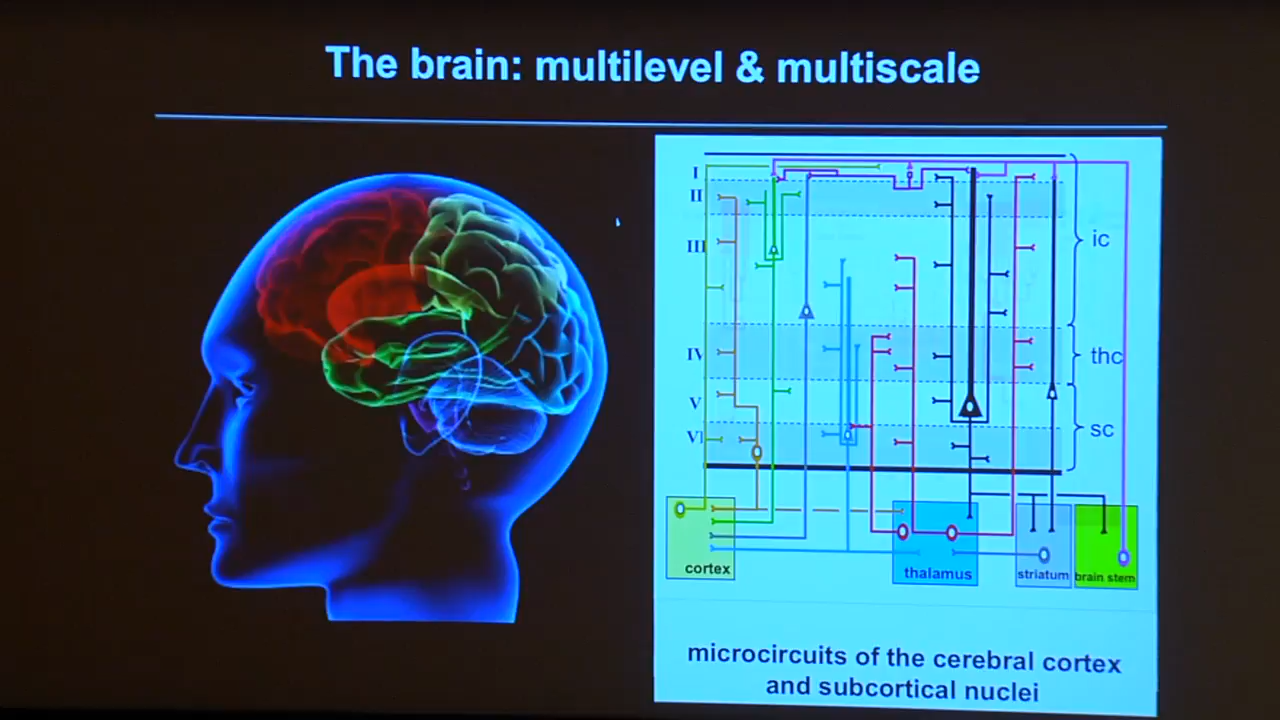 The brain: multilevel & multiscale
I
II
III
ic
IV
thc
V
sc
VI
cortex
thalamus
striatum
brain stem
microcircuits of the cerebral cortex
and subcortical nuclei